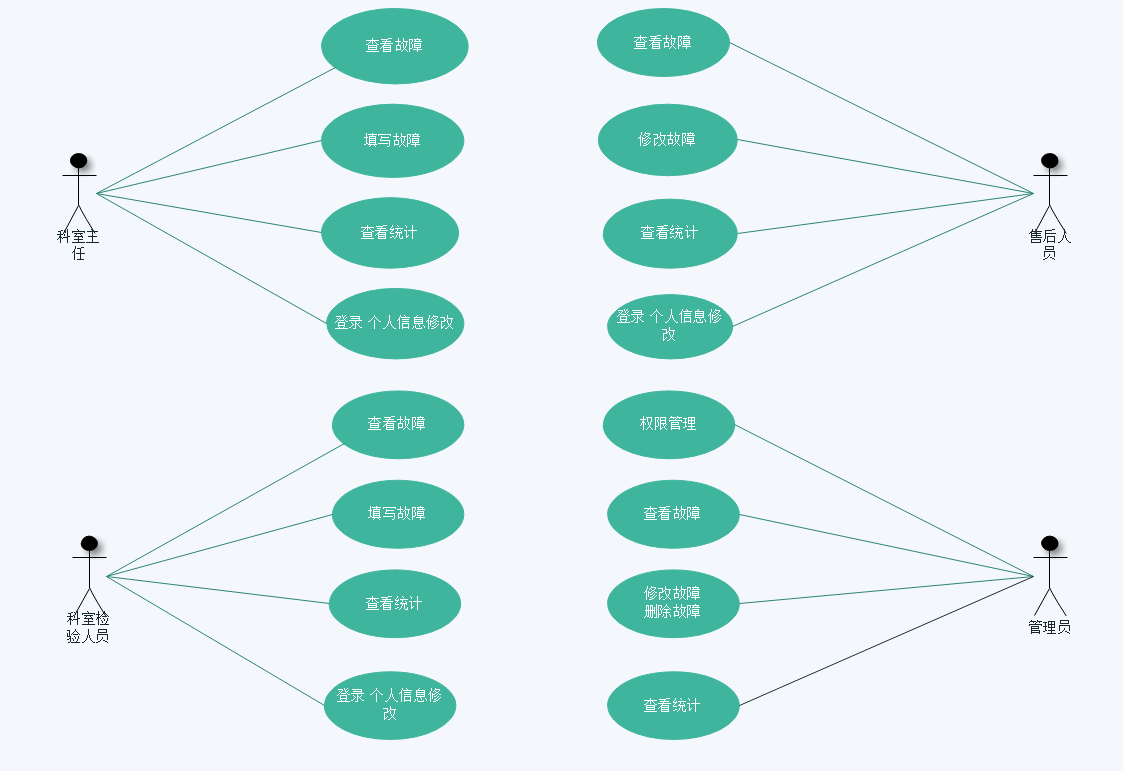 查看故障
填写故障
科室主
任
查看统计
登录 个人信息修改
查看故障
修改故障
售后人
员
查看统计
登录 个人信息修
改
查看故障
填写故障
科室检
验人员
查看统计
登录 个人信息修
改
权限管理
查看故障
修改故障
删除故障
管理员
查看统计